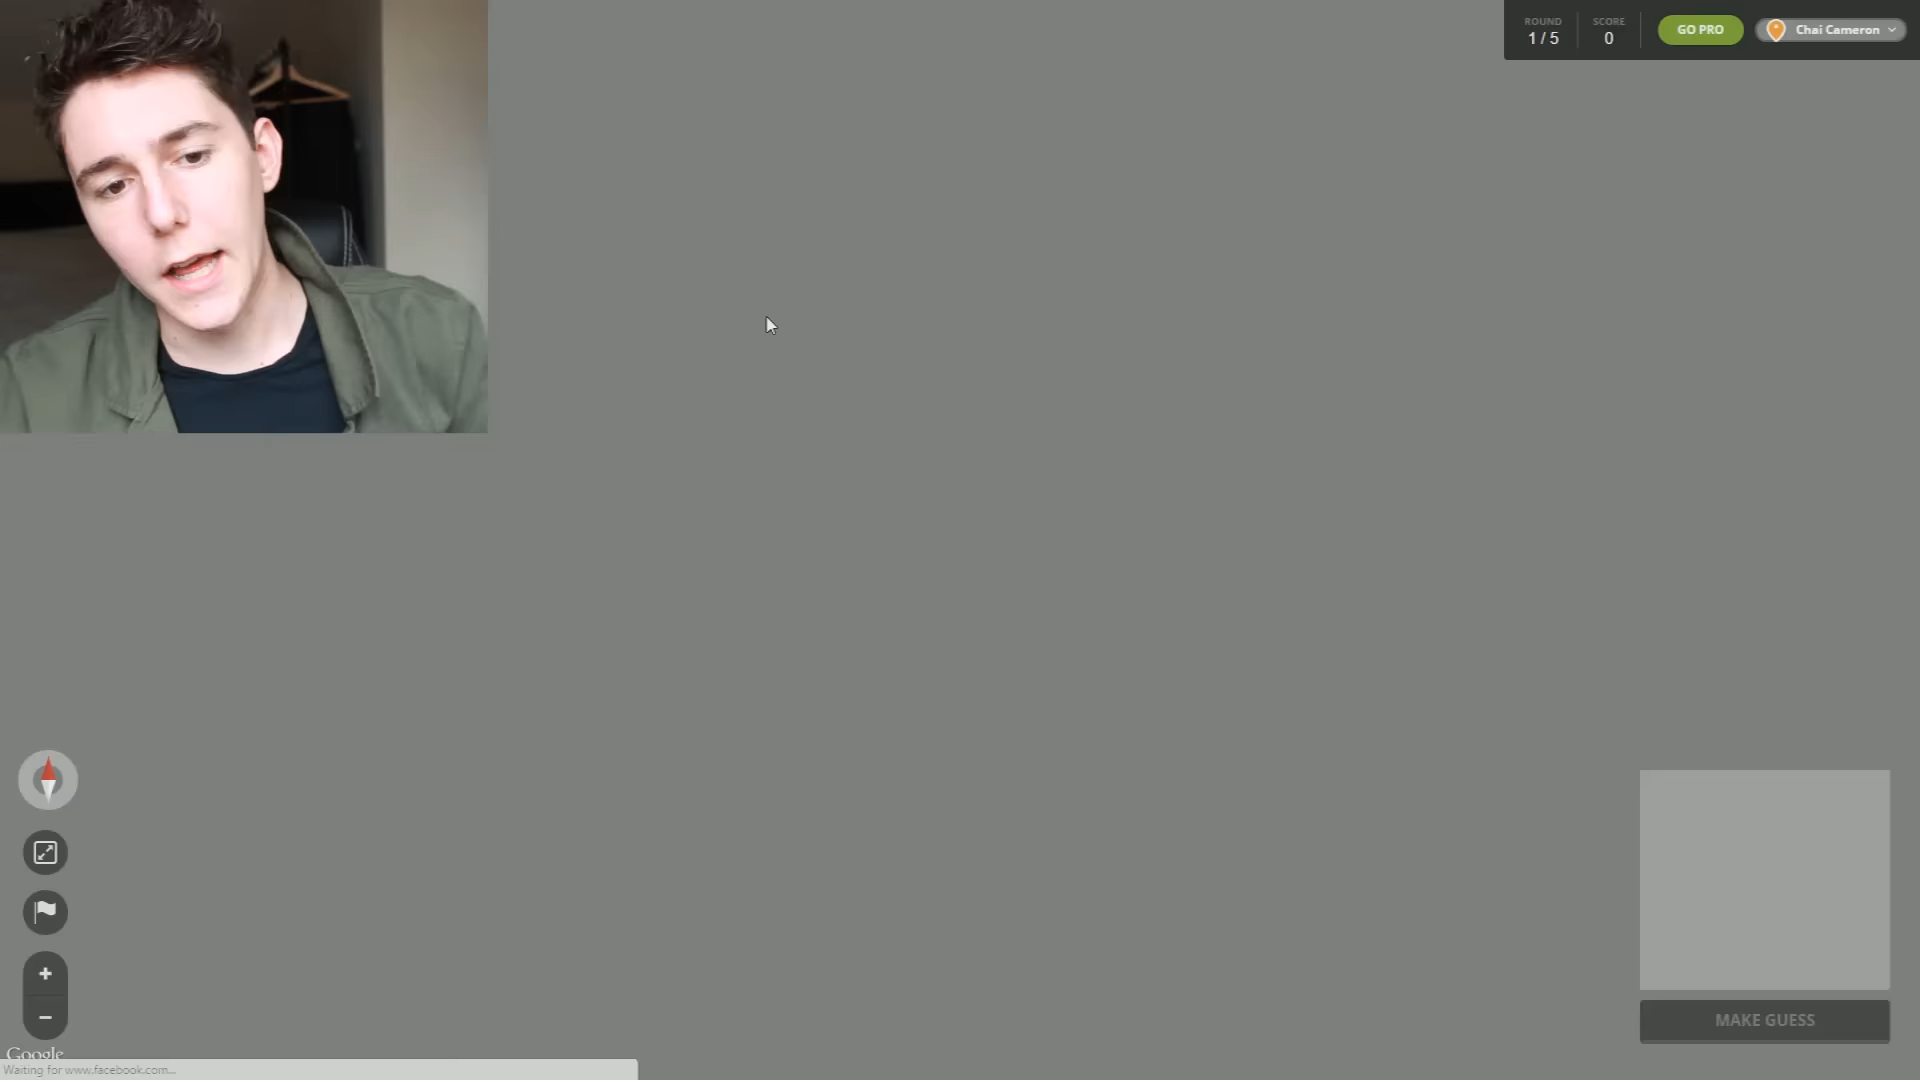 ROUND
1 / 5
SCORE
0
GO PRO
Chai Cameron
MAKE GUESS
Google
Waiting for www.facebook.com...